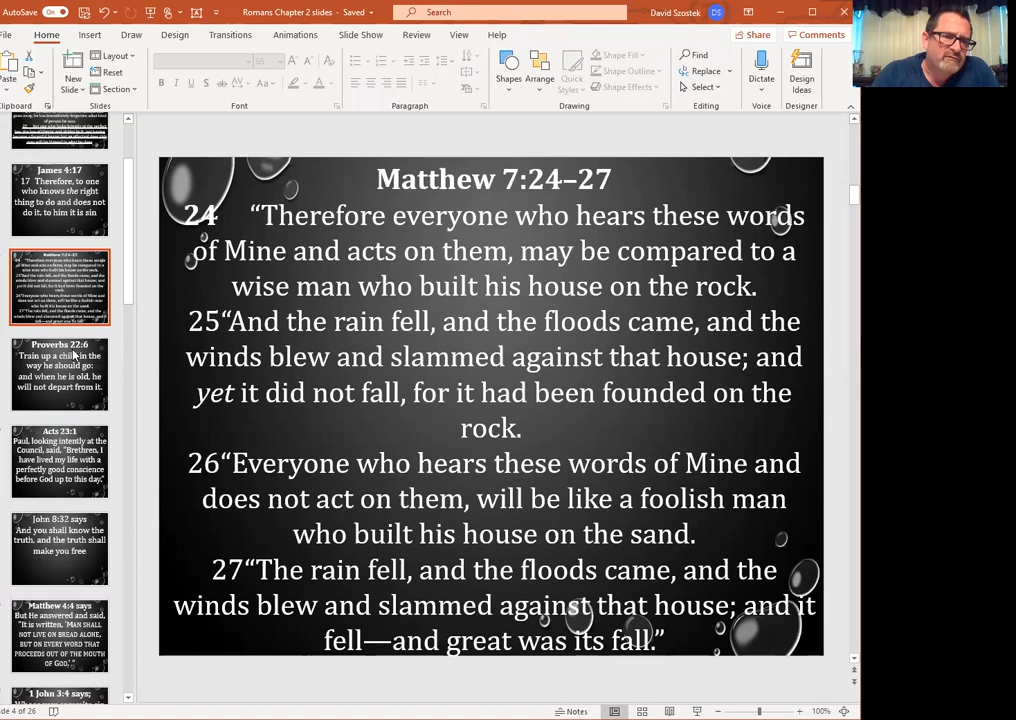 AutoSave On Romans Chapter 2 slides - Saved Search David Szostek DS
File Home Insert Draw Design Transitions Animations Slide Show Review View Help Share Comments
Paste New Slide Layout Reset Section Shapes Arrange Quick Styles Shape Fill Shape Outline Shape Effects Find Replace Select Dictate Design Ideas
Clipboard Slides Font Paragraph Drawing Editing Voice Designer
James 4:17
17 Therefore, to one
who knows the right
thing to do and does not
do it, to him it is sin
Proverbs 22:6
Train up a child in the
way he should go:
and when he is old, he
will not depart from it.
Acts 23:1
Paul, looking intently at the
Council, said, "Brethren, I
have lived my life with a
perfectly good conscience
before God up to this day."
John 8:32 says
And you shall know the
truth, and the truth shall
make you free
Matthew 4:4 says
But He answered and said,
"It is written, 'MAN SHALL
NOT LIVE ON BREAD ALONE,
BUT ON EVERY WORD THAT
PROCEEDS OUT OF THE MOUTH
OF GOD,'"
1 John 3:4 says;
Matthew 7:24–27
24 “Therefore everyone who hears these words
of Mine and acts on them, may be compared to a
wise man who built his house on the rock.
25“And the rain fell, and the floods came, and the
winds blew and slammed against that house; and
yet it did not fall, for it had been founded on the
rock.
26“Everyone who hears these words of Mine and
does not act on them, will be like a foolish man
who built his house on the sand.
27“The rain fell, and the floods came, and the
winds blew and slammed against that house; and it
fell—and great was its fall.”
Slide 4 of 26 Notes 100%